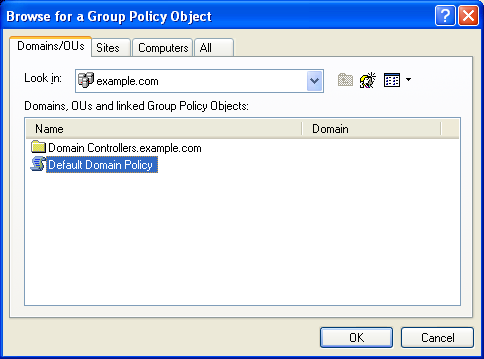 Browse for a Group Policy Object
Domains/OUs Sites Computers All
Look in: example.com
Domains, OUs and linked Group Policy Objects:
Name Domain
Domain Controllers.example.com
Default Domain Policy
OK Cancel